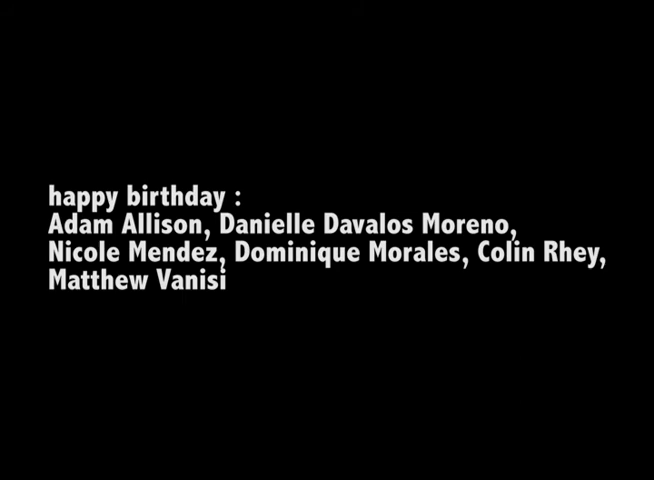 happy birthday :
Adam Allison, Danielle Davalos Moreno,
Nicole Mendez, Dominique Morales, Colin Rhey,
Matthew Vanisi